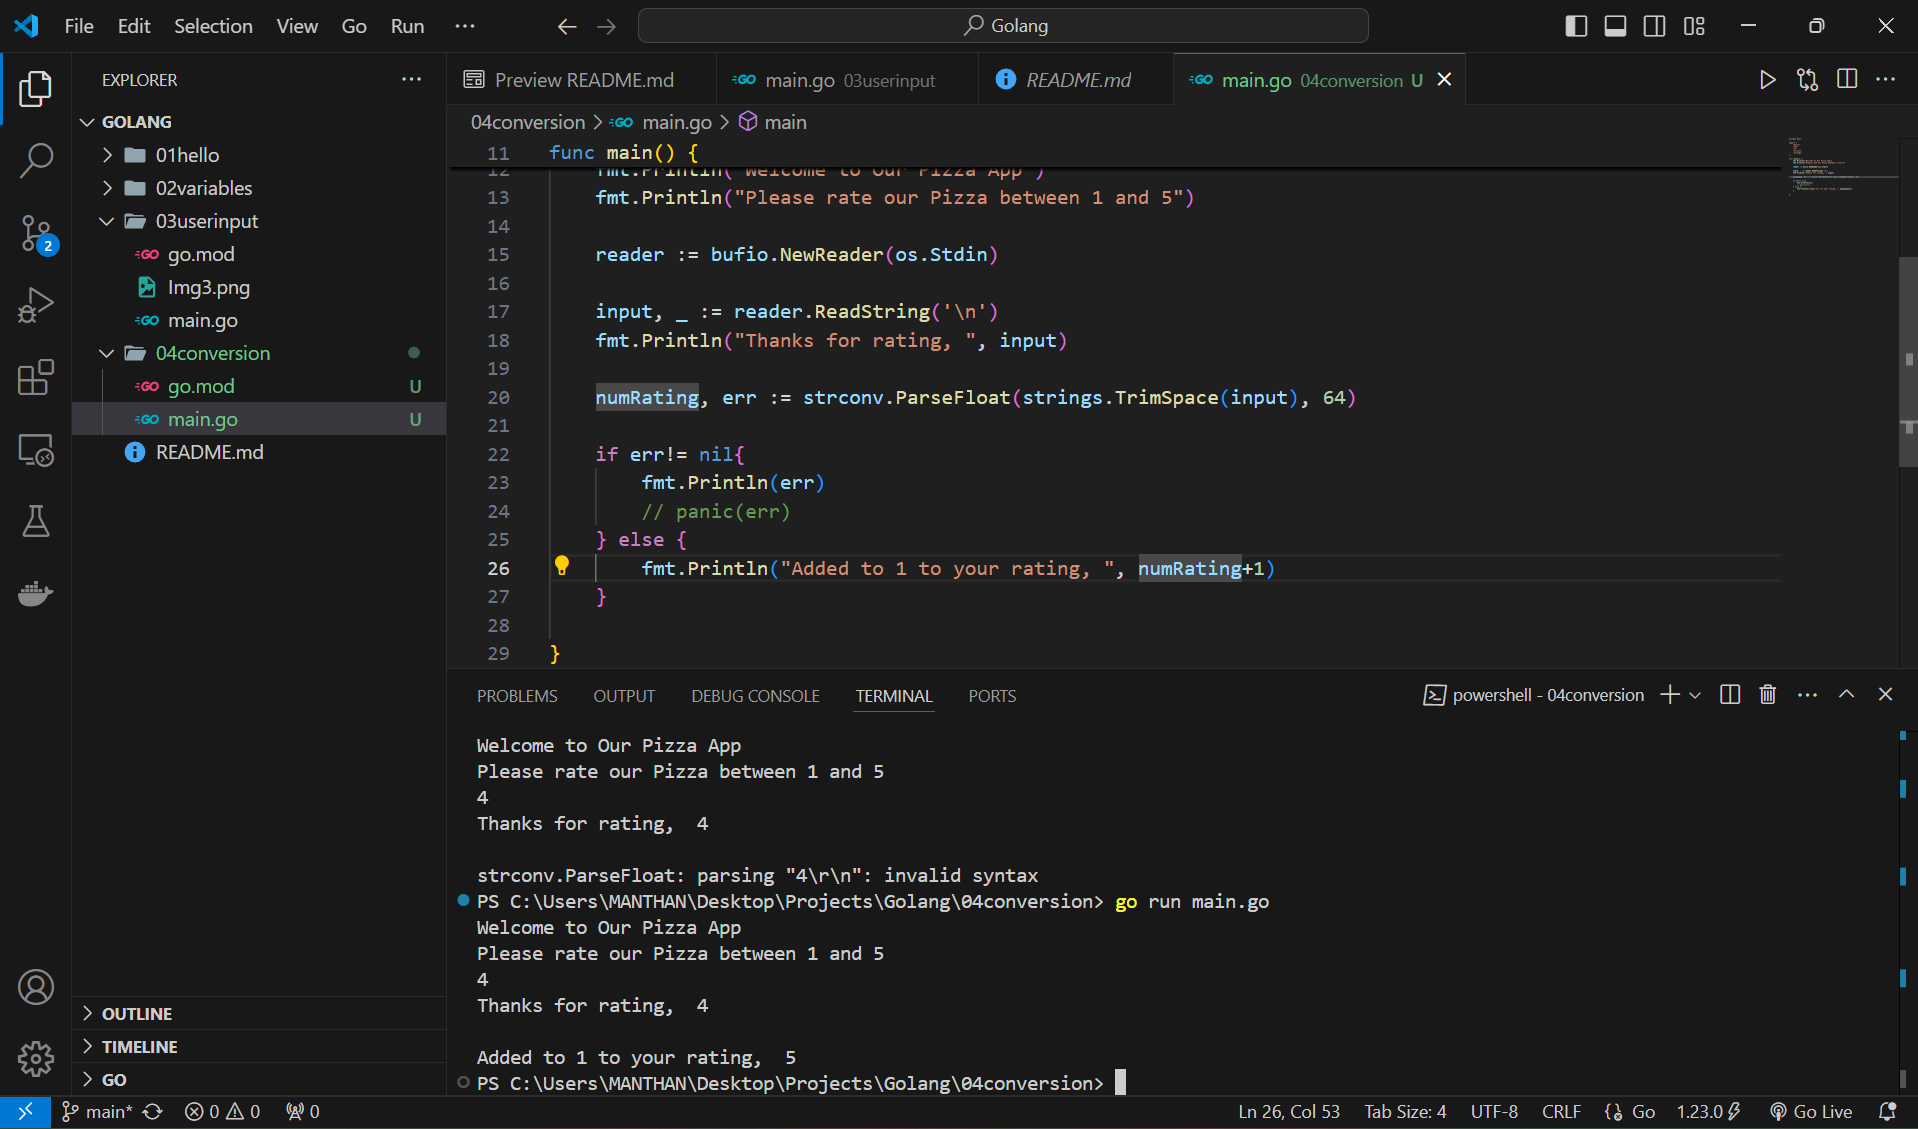 File Edit Selection View Go Run ··· Golang
EXPLORER
GOLANG
01hello
02variables
03userinput
go.mod
Img3.png
main.go
04conversion
go.mod U
main.go U
README.md
OUTLINE
TIMELINE
GO
2
Preview README.md main.go 03userinput README.md main.go 04conversion U
04conversion > main.go > main
11 func main() {
12 fmt.Println("Welcome to Our Pizza App")
13 fmt.Println("Please rate our Pizza between 1 and 5")
14
15 reader := bufio.NewReader(os.Stdin)
16
17 input, _ := reader.ReadString('\n')
18 fmt.Println("Thanks for rating, ", input)
19
20 numRating, err := strconv.ParseFloat(strings.TrimSpace(input), 64)
21
22 if err!= nil{
23 fmt.Println(err)
24 // panic(err)
25 } else {
26 fmt.Println("Added to 1 to your rating, ", numRating+1)
27 }
28
29 }
PROBLEMS OUTPUT DEBUG CONSOLE TERMINAL PORTS powershell - 04conversion
Welcome to Our Pizza App
Please rate our Pizza between 1 and 5
4
Thanks for rating,  4
strconv.ParseFloat: parsing "4\r\n": invalid syntax
PS C:\Users\MANTHAN\Desktop\Projects\Golang\04conversion> go run main.go
Welcome to Our Pizza App
Please rate our Pizza between 1 and 5
4
Thanks for rating,  4
Added to 1 to your rating,  5
PS C:\Users\MANTHAN\Desktop\Projects\Golang\04conversion>
main* 0 0 0 Ln 26, Col 53 Tab Size: 4 UTF-8 CRLF Go 1.23.0 Go Live